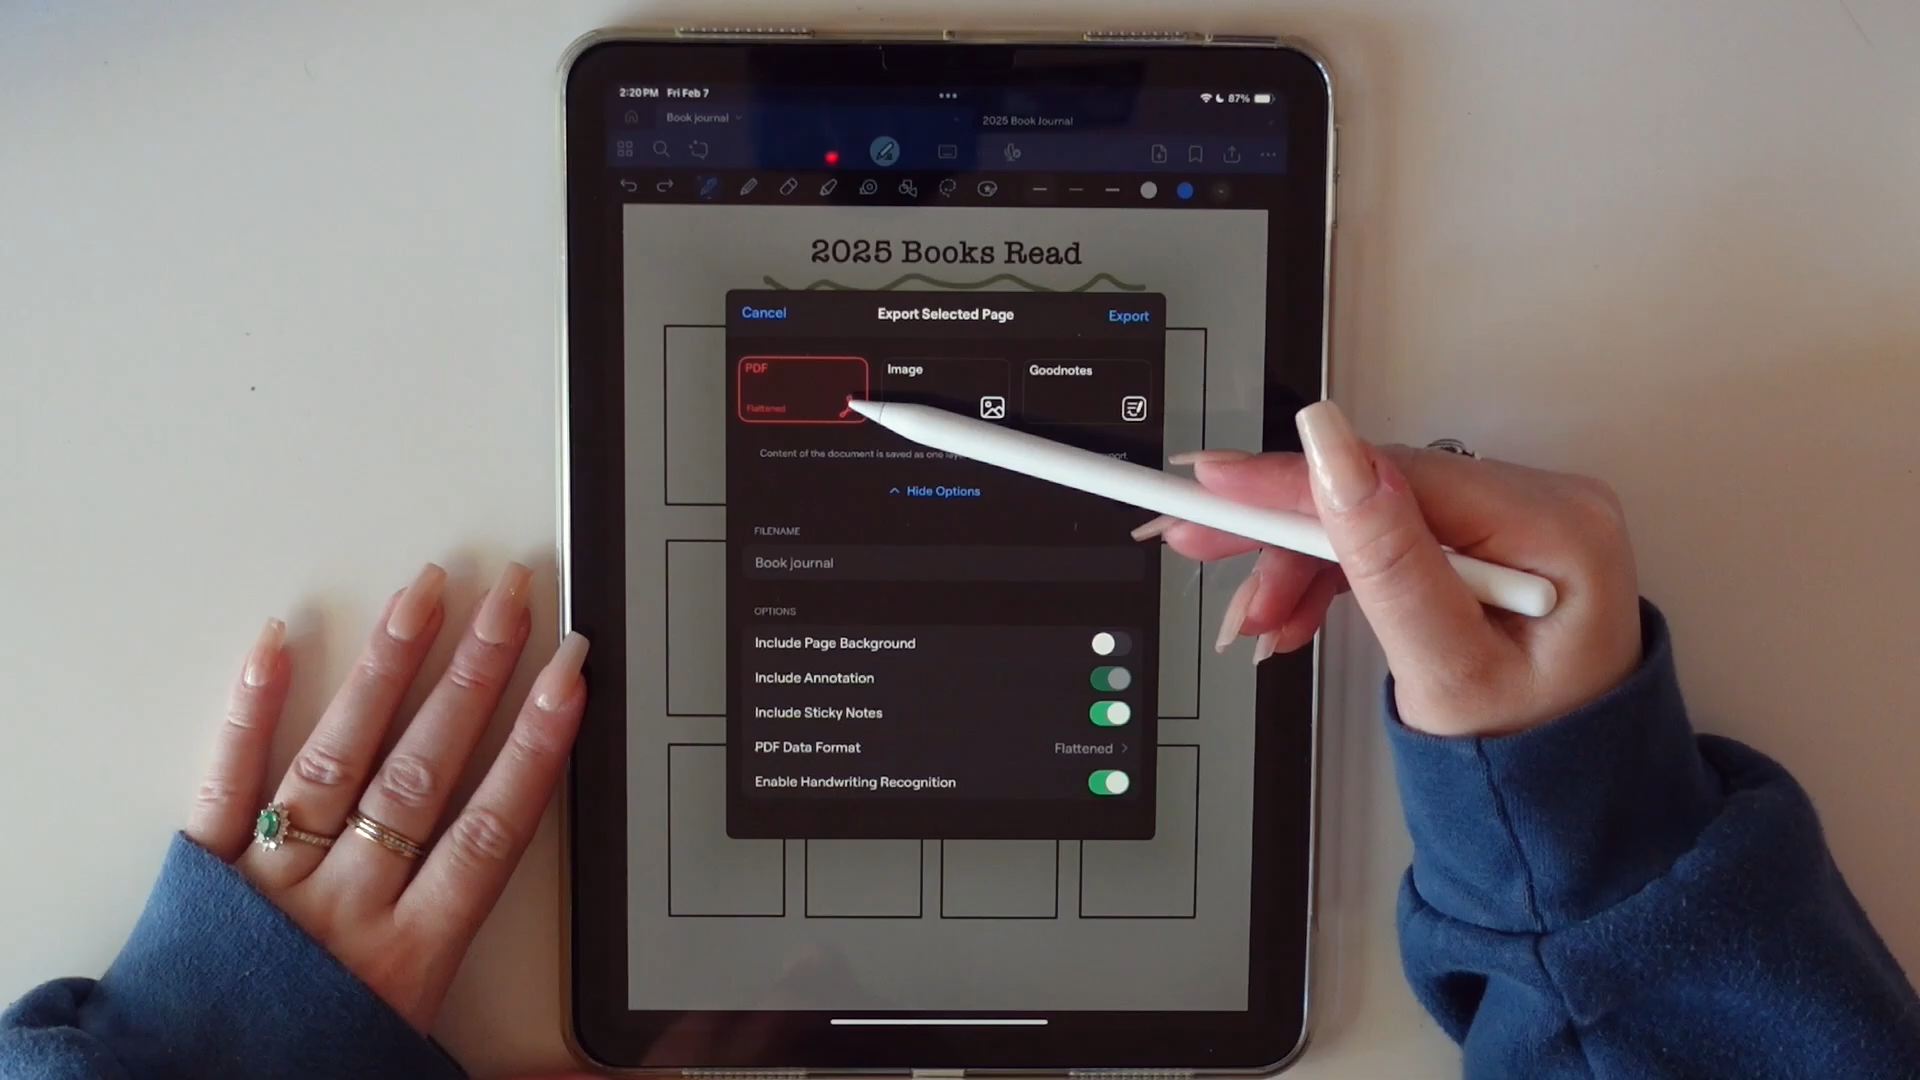 2:20 PM Fri Feb 7
87%
Book journal
2025 Book Journal
2025 Books Read
Cancel
Export Selected Page
Export
PDF
Flattened
Image
Goodnotes
Content of the document is saved as one
Hide Options
FILENAME
Book journal
OPTIONS
Include Page Background
Include Annotation
Include Sticky Notes
PDF Data Format
Flattened
Enable Handwriting Recognition